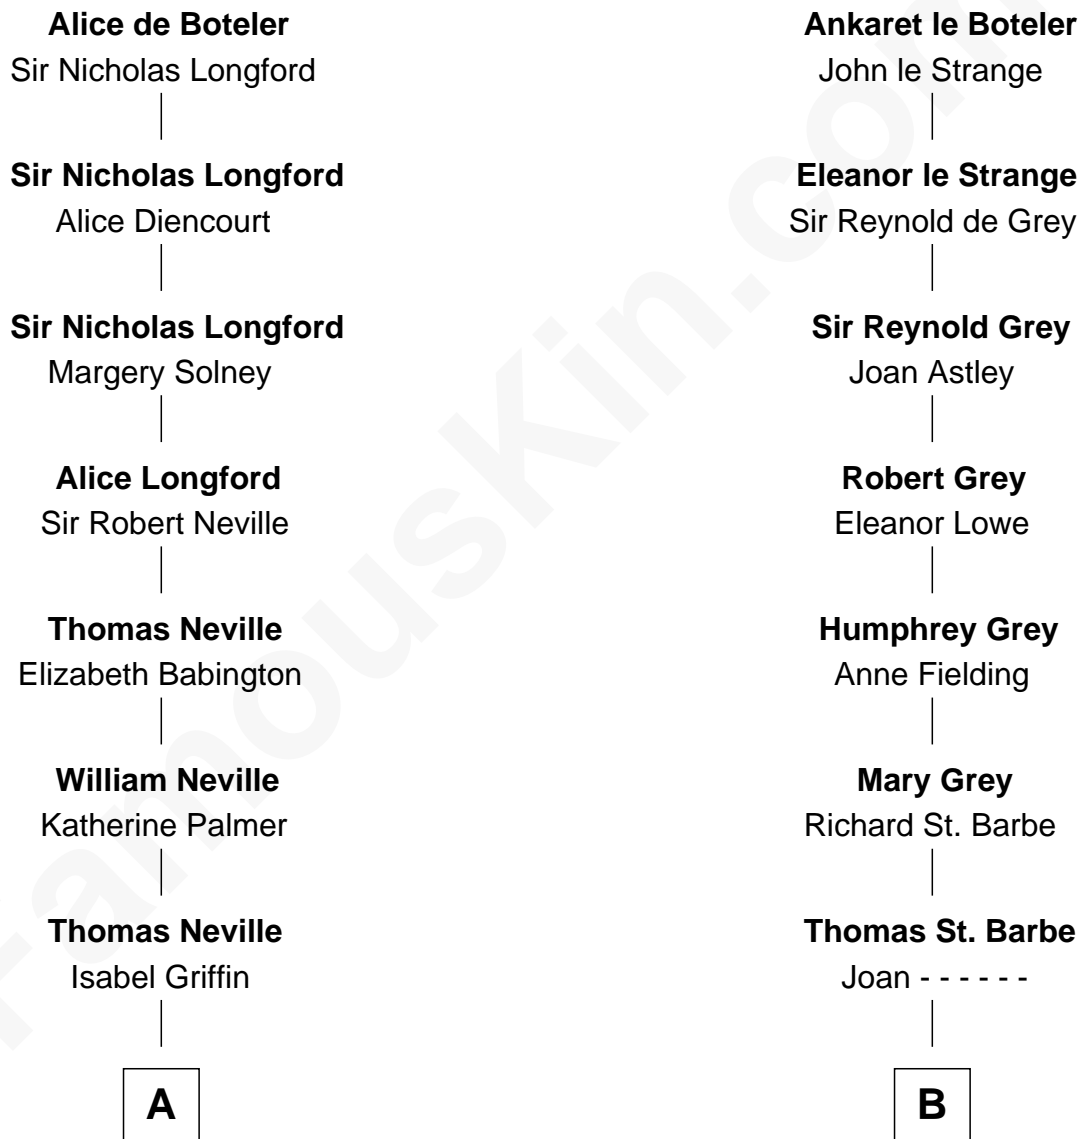 Alice de Boteler
Sir Nicholas Longford
Sir Nicholas Longford
Alice Diencourt
Sir Nicholas Longford
Margery Solney
Alice Longford
Sir Robert Neville
Thomas Neville
Elizabeth Babington
William Neville
Katherine Palmer
Thomas Neville
Isabel Griffin
A
Ankaret le Boteler
John le Strange
Eleanor le Strange
Sir Reynold de Grey
Sir Reynold Grey
Joan Astley
Robert Grey
Eleanor Lowe
Humphrey Grey
Anne Fielding
Mary Grey
Richard St. Barbe
Thomas St. Barbe
Joan - - - - - -
B
FamousKin.com